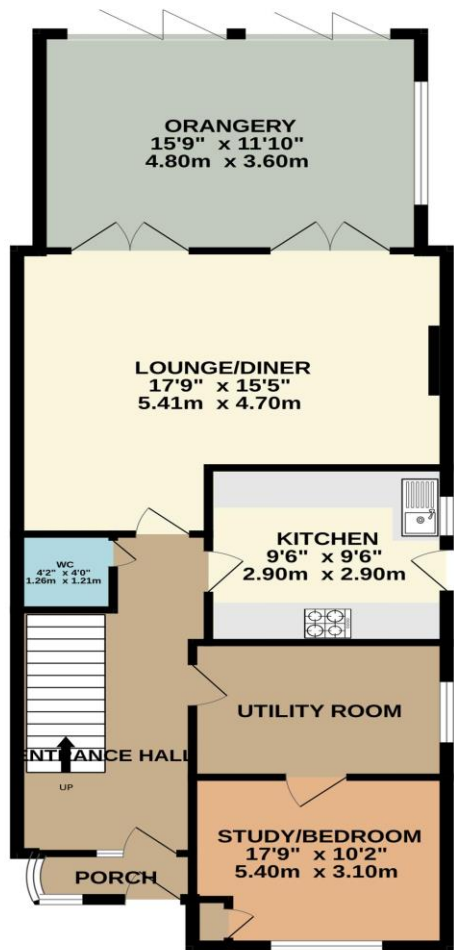 ORANGERY
15'9" x 11'10"
4.80m x 3.60m
LOUNGE/DINER
17'9" x 15'5"
5.41m x 4.70m
KITCHEN
9'6" x 9'6"
2.90m x 2.90m
WC
4'2" x 4'0"
1.26m x 1.21m
UTILITY ROOM
ENTRANCE HALL
UP
STUDY/BEDROOM
17'9" x 10'2"
5.40m x 3.10m
PORCH